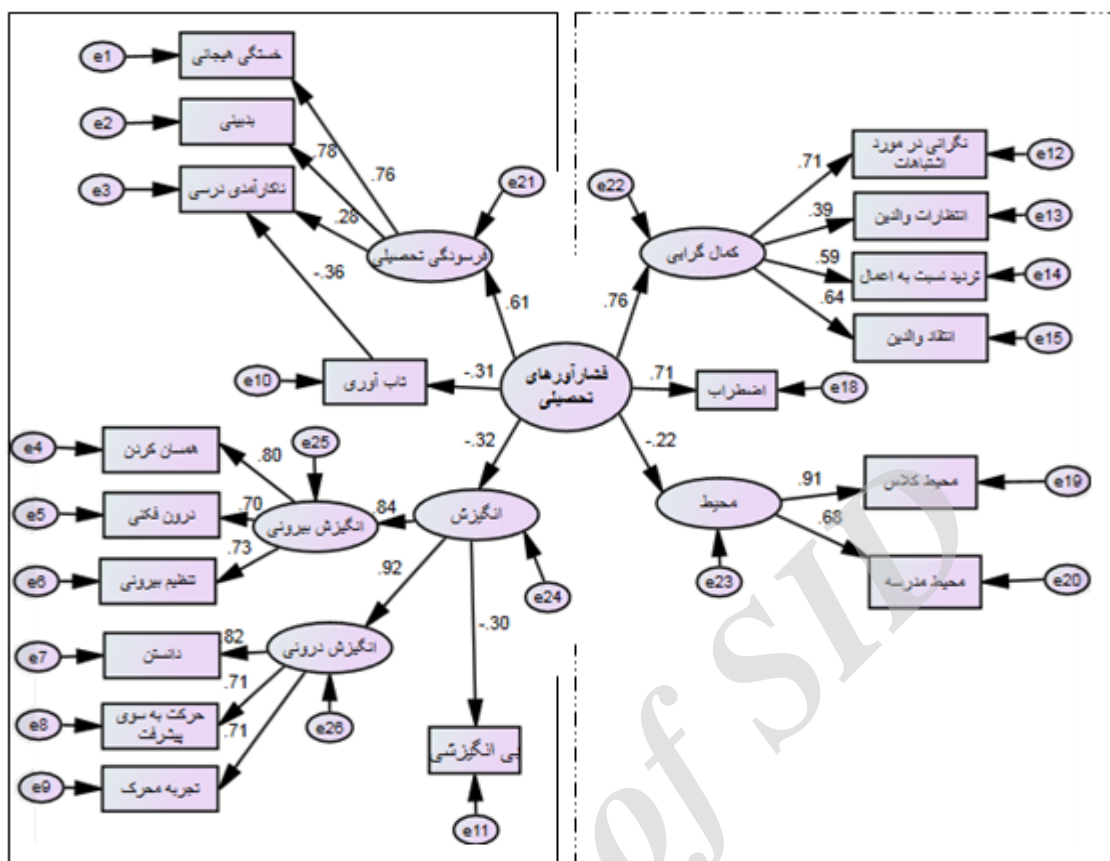 e1
خستگی هیجانی
e2
بدبینی
e3
ناکارآمدی درسی
.76
.78
.28
e21
فرسودگی تحصیلی
-.36
.61
e10
تاب آوری
-.31
فشارآورهای
تحصیلی
e22
کمال گرایی
.76
.71
نگرانی در مورد
اشتباهات
e12
.39
انتظارات والدین
e13
.59
تردید نسبت به اعمال
e14
.64
انتقاد والدین
e15
.71
اضطراب
e18
-.22
محیط
e23
.91
محیط کلاس
e19
.68
محیط مدرسه
e20
-.32
انگیزش
e24
.84
انگیزش بیرونی
e25
.80
همسان کردن
e4
.70
درون فکنی
e5
.73
تنظیم بیرونی
e6
.92
انگیزش درونی
e26
.82
دانستن
e7
.71
حرکت به سوی
پیشرفت
e8
.71
تجربه محرک
e9
-.30
بی انگیزشی
e11
of SID